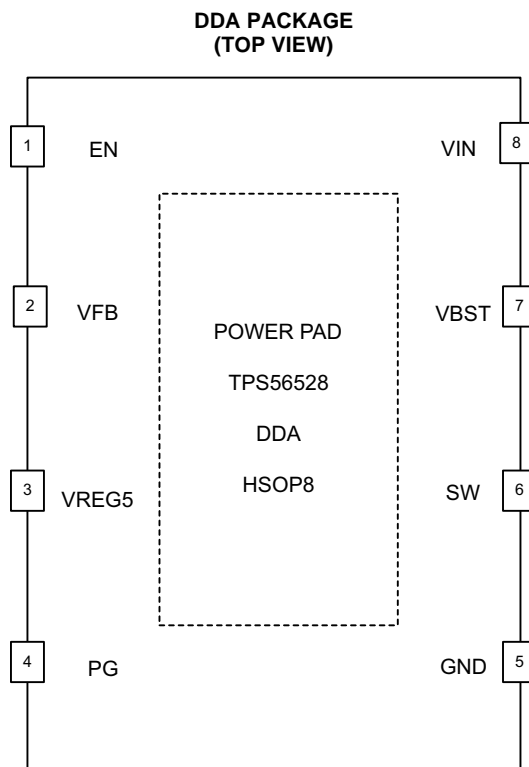 DDA PACKAGE
(TOP VIEW)
1 EN VIN 8
2 VFB VBST 7
POWER PAD
TPS56528
DDA
HSOP8
3 VREG5 SW 6
4 PG GND 5